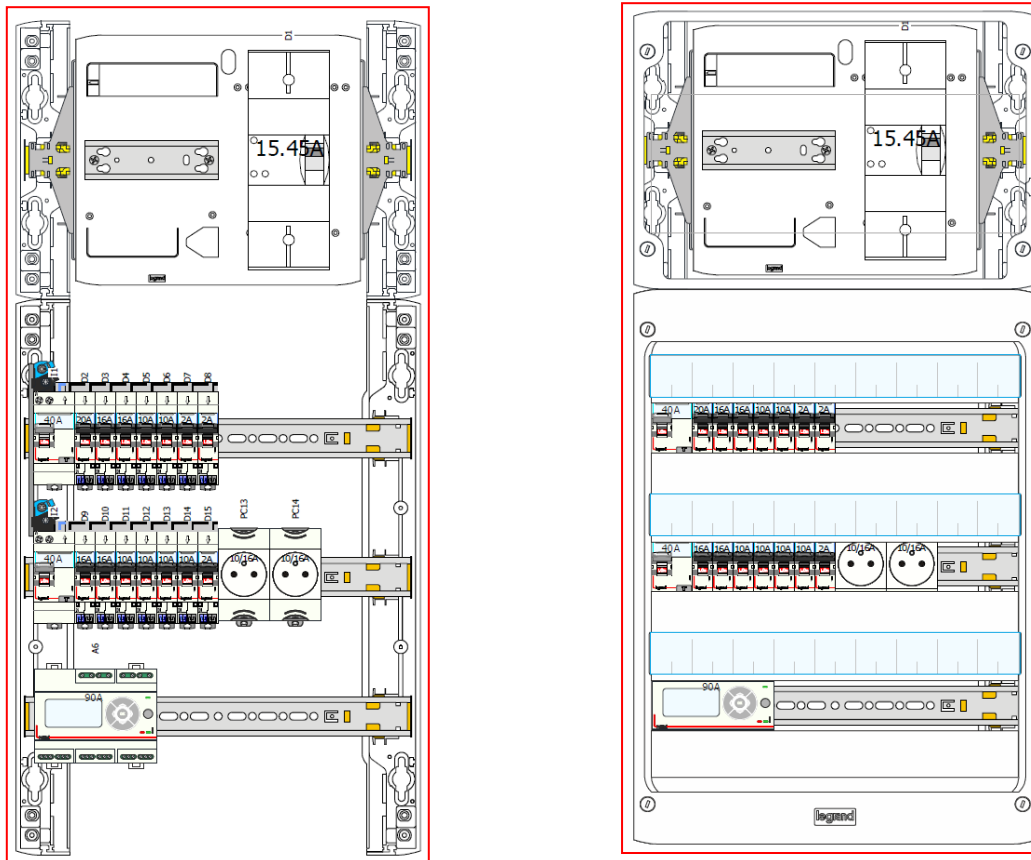 D1
15.45A
legrand
I1 D2 D3 D4 D5 D6 D7 D8
40 A 20A 16A 16A 10A 10A 2A 2A
I2 D9 D10 D11 D12 D13 D14 D15 PC13 PC14
40A 16A 16A 10A 10A 10A 10A 2A 10/16A 10/16A
A6
90A
D1
15.45A
legrand
40 A 20A 16A 16A 10A 10A 2A 2A
40A 16A 16A 10A 10A 10A 10A 2A 10/16A 10/16A
90A
legrand